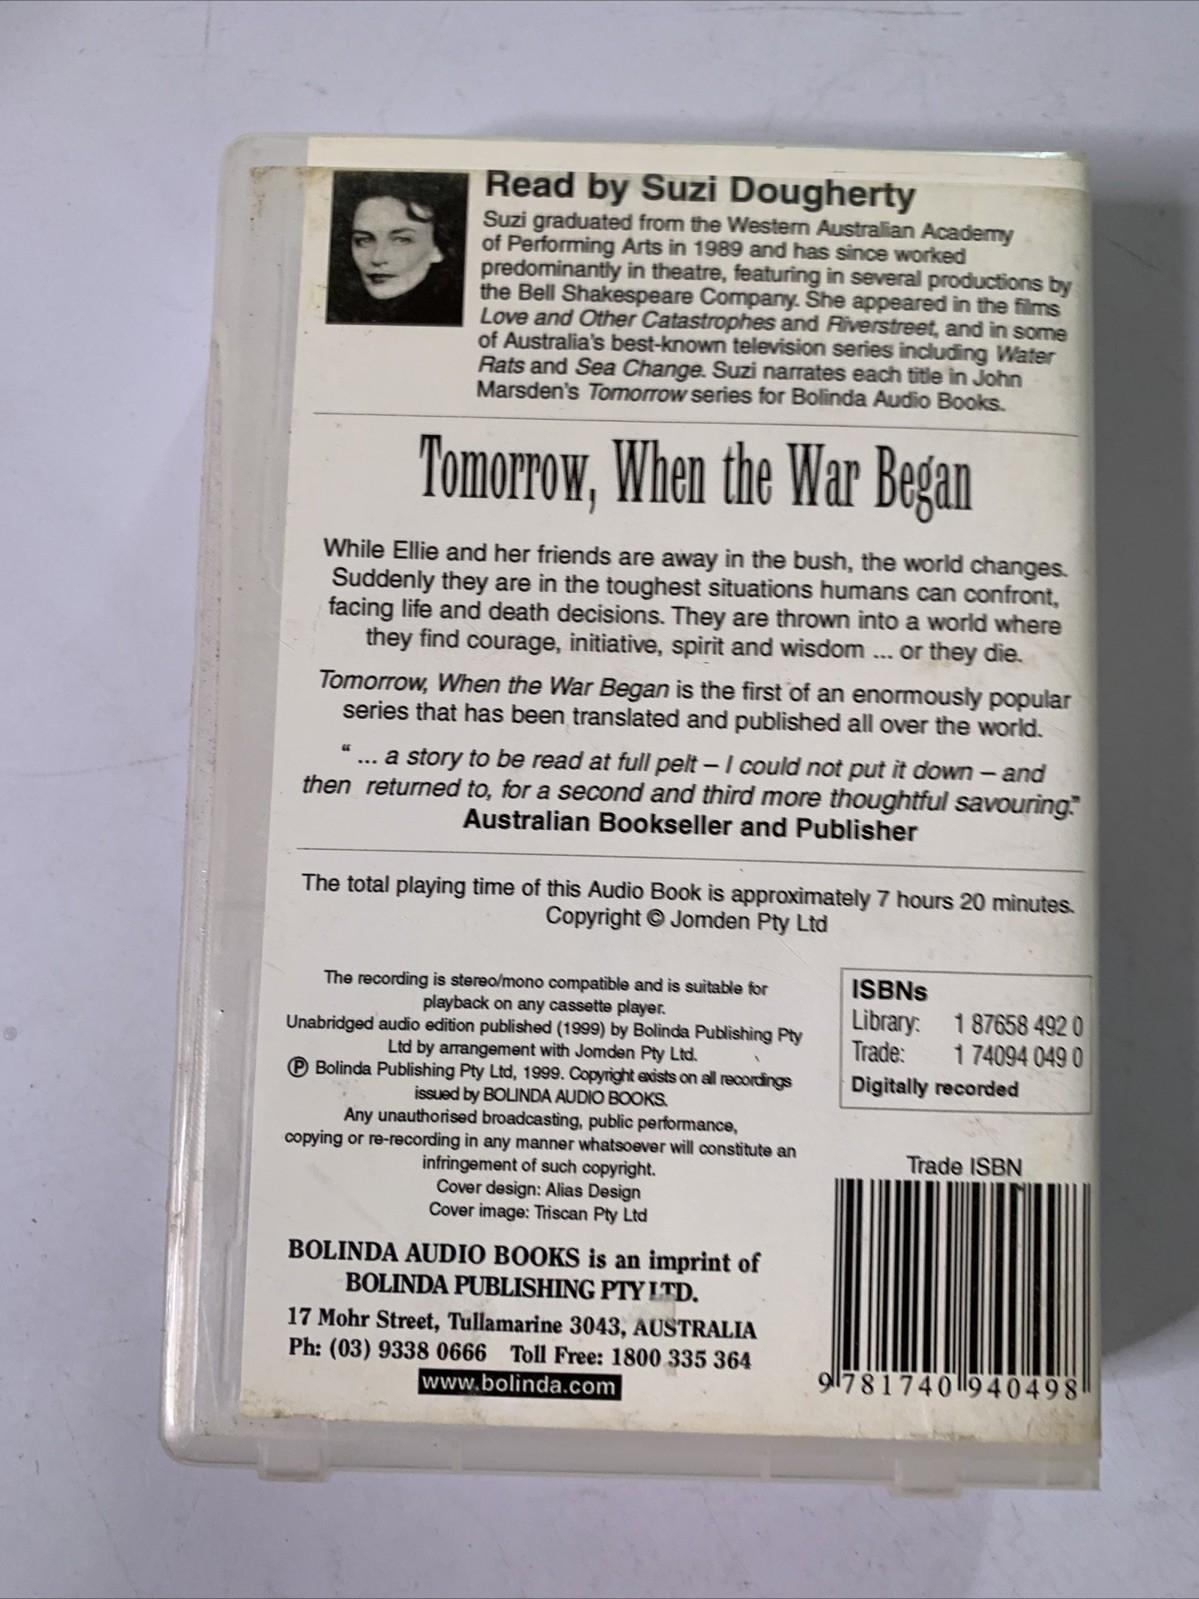 Read by Suzi Dougherty
Suzi graduated from the Western Australian Academy
of Performing Arts in 1989 and has since worked
predominantly in theatre, featuring in several productions by
the Bell Shakespeare Company. She appeared in the films
Love and Other Catastrophes and Riverstreet, and in some
of Australia's best-known television series including Water
Rats and Sea Change. Suzi narrates each title in John
Marsden's Tomorrow series for Bolinda Audio Books.
Tomorrow, When the War Began
While Ellie and her friends are away in the bush, the world changes.
Suddenly they are in the toughest situations humans can confront,
facing life and death decisions. They are thrown into a world where
they find courage, initiative, spirit and wisdom ... or they die.
Tomorrow, When the War Began is the first of an enormously popular
series that has been translated and published all over the world.
“ ... a story to be read at full pelt – I could not put it down – and
then returned to, for a second and third more thoughtful savouring.”
Australian Bookseller and Publisher
The total playing time of this Audio Book is approximately 7 hours 20 minutes.
Copyright © Jomden Pty Ltd
The recording is stereo/mono compatible and is suitable for
playback on any cassette player.
Unabridged audio edition published (1999) by Bolinda Publishing Pty
Ltd by arrangement with Jomden Pty Ltd.
℗ Bolinda Publishing Pty Ltd, 1999. Copyright exists on all recordings
issued by BOLINDA AUDIO BOOKS.
Any unauthorised broadcasting, public performance,
copying or re-recording in any manner whatsoever will constitute an
infringement of such copyright.
Cover design: Alias Design
Cover image: Triscan Pty Ltd
BOLINDA AUDIO BOOKS is an imprint of
BOLINDA PUBLISHING PTY LTD.
17 Mohr Street, Tullamarine 3043, AUSTRALIA
Ph: (03) 9338 0666 Toll Free: 1800 335 364
www.bolinda.com
ISBNs
Library: 1 87658 492 0
Trade: 1 74094 049 0
Digitally recorded
Trade ISBN
9 781740 940498